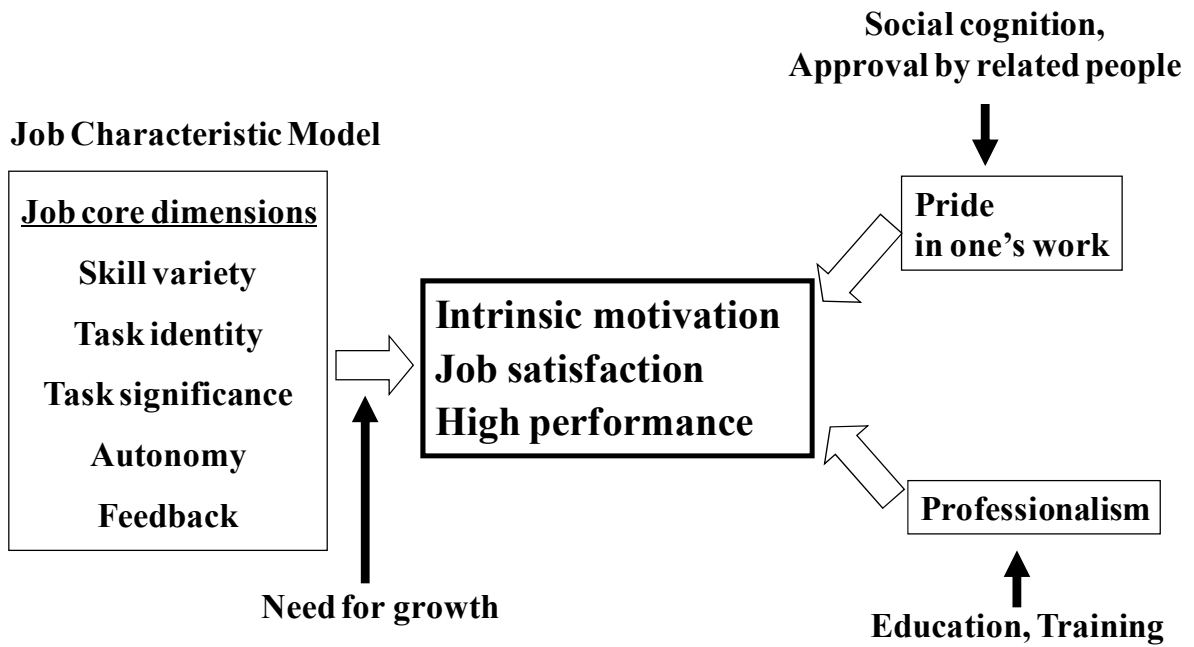 Social cognition,
Approval by related people
Job Characteristic Model
Job core dimensions
Skill variety
Task identity
Task significance
Autonomy
Feedback
Need for growth
Intrinsic motivation
Job satisfaction
High performance
Pride
in one’s work
Professionalism
Education, Training